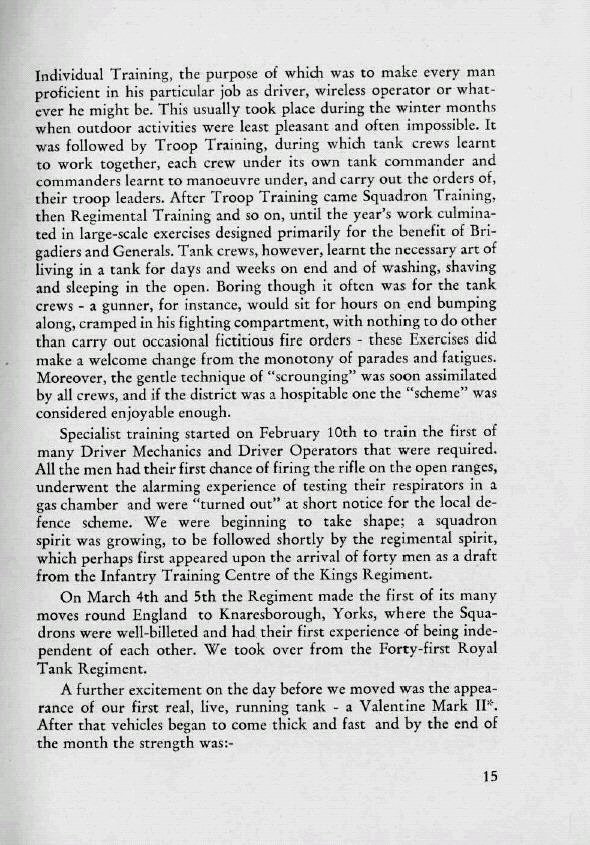 Individual Training, the purpose of which was to make every man
proficient in his particular job as driver, wireless operator or what-
ever he might be. This usually took place during the winter months
when outdoor activities were least pleasant and often impossible. It
was followed by Troop Training, during which tank crews learnt
to work together, each crew under its own tank commander and
commanders learnt to manoeuvre under, and carry out the orders of,
their troop leaders. After Troop Training came Squadron Training,
then Regimental Training and so on, until the year's work culmina-
ted in large-scale exercises designed primarily for the benefit of Bri-
gadiers and Generals. Tank crews, however, learnt the necessary art of
living in a tank for days and weeks on end and of washing, shaving
and sleeping in the open. Boring though it often was for the tank
crews - a gunner, for instance, would sit for hours on end bumping
along, cramped in his fighting compartment, with nothing to do other
than carry out occasional fictitious fire orders - these Exercises did
make a welcome change from the monotony of parades and fatigues.
Moreover, the gentle technique of "scrounging" was soon assimilated
by all crews, and if the district was a hospitable one the "scheme" was
considered enjoyable enough.
Specialist training started on February 10th to train the first of
many Driver Mechanics and Driver Operators that were required.
All the men had their first chance of firing the rifle on the open ranges,
underwent the alarming experience of testing their respirators in a
gas chamber and were "turned out" at short notice for the local de-
fence scheme. We were beginning to take shape; a squadron
spirit was growing, to be followed shortly by the regimental spirit,
which perhaps first appeared upon the arrival of forty men as a draft
from the Infantry Training Centre of the Kings Regiment.
On March 4th and 5th the Regiment made the first of its many
moves round England to Knaresborough, Yorks, where the Squa-
drons were well-billeted and had their first experience of being inde-
pendent of each other. We took over from the Forty-first Royal
Tank Regiment.
A further excitement on the day before we moved was the appea-
rance of our first real, live, running tank - a Valentine Mark II*.
After that vehicles began to come thick and fast and by the end of
the month the strength was:-
15